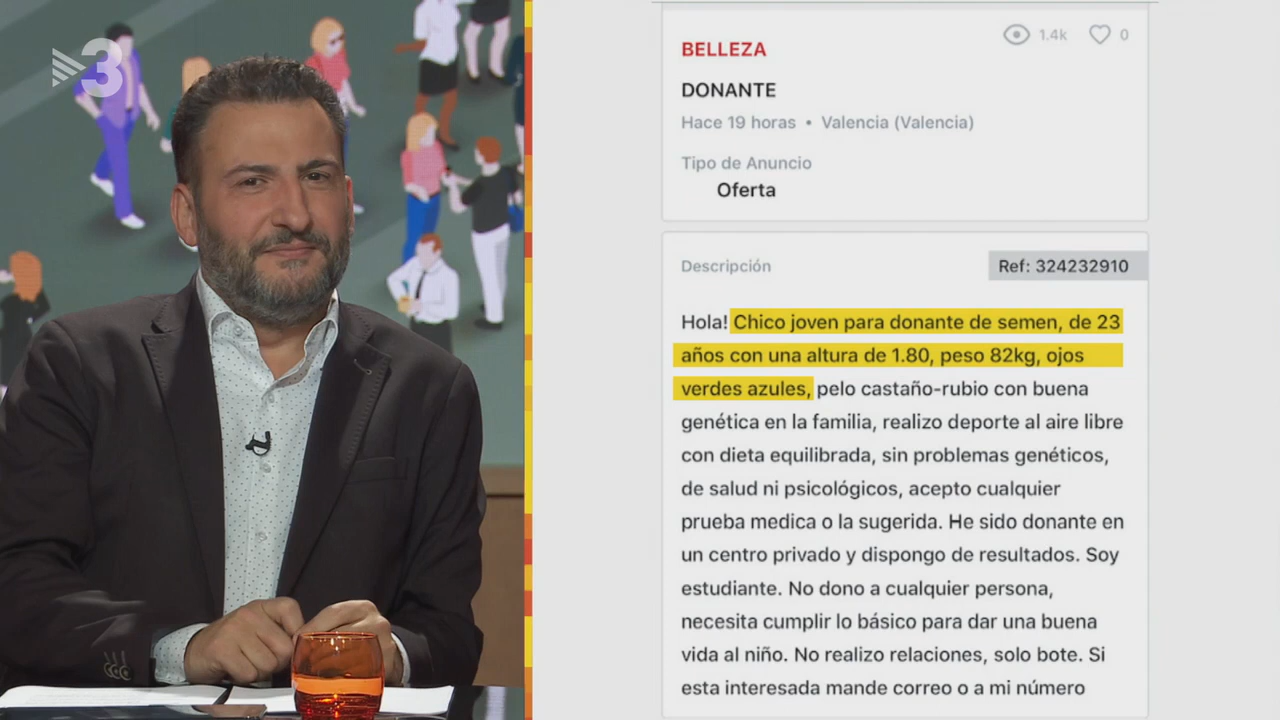 3
BELLEZA
1.4k
0
DONANTE
Hace 19 horas • Valencia (Valencia)
Tipo de Anuncio
Oferta
Descripción
Ref: 324232910
Hola! Chico joven para donante de semen, de 23
años con una altura de 1.80, peso 82kg, ojos
verdes azules, pelo castaño-rubio con buena
genética en la familia, realizo deporte al aire libre
con dieta equilibrada, sin problemas genéticos,
de salud ni psicológicos, acepto cualquier
prueba medica o la sugerida. He sido donante en
un centro privado y dispongo de resultados. Soy
estudiante. No dono a cualquier persona,
necesita cumplir lo básico para dar una buena
vida al niño. No realizo relaciones, solo bote. Si
esta interesada mande correo o a mi número